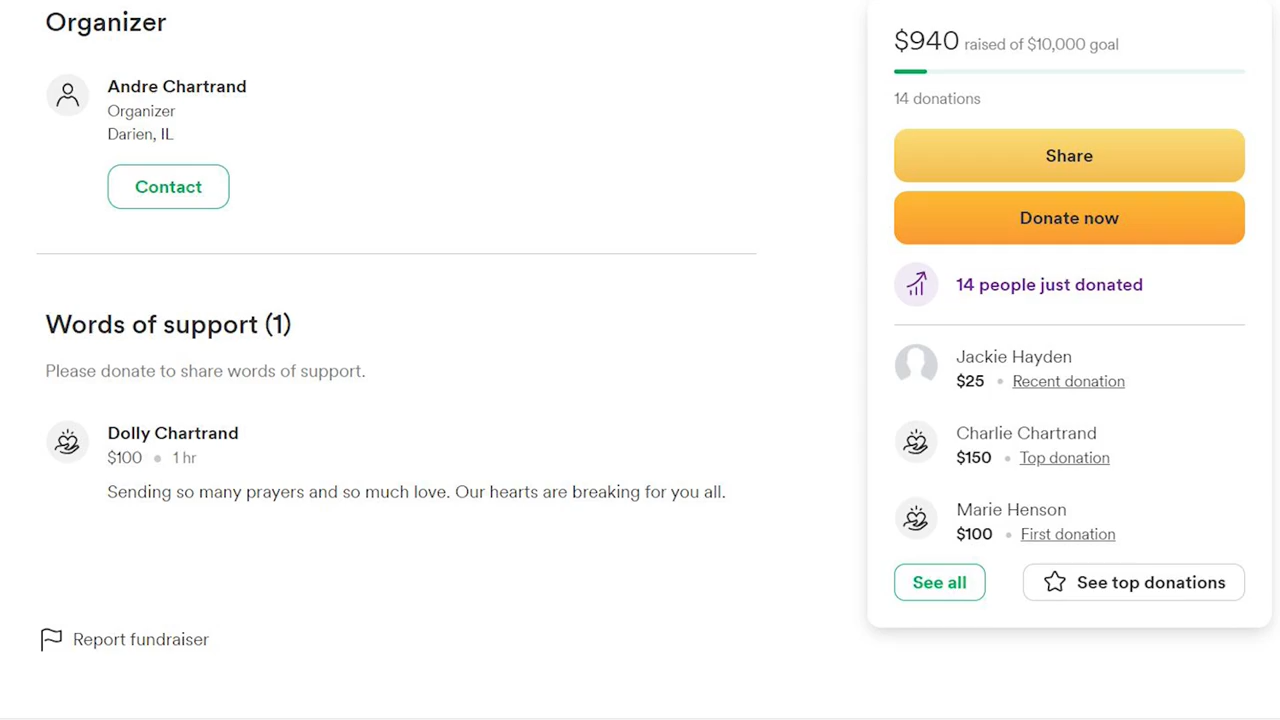 Organizer
Andre Chartrand
Organizer
Darien, IL
Contact
Words of support (1)
Please donate to share words of support.
Dolly Chartrand
$100 • 1 hr
Sending so many prayers and so much love. Our hearts are breaking for you all.
Report fundraiser
$940 raised of $10,000 goal
14 donations
Share
Donate now
14 people just donated
Jackie Hayden
$25 • Recent donation
Charlie Chartrand
$150 • Top donation
Marie Henson
$100 • First donation
See all
See top donations